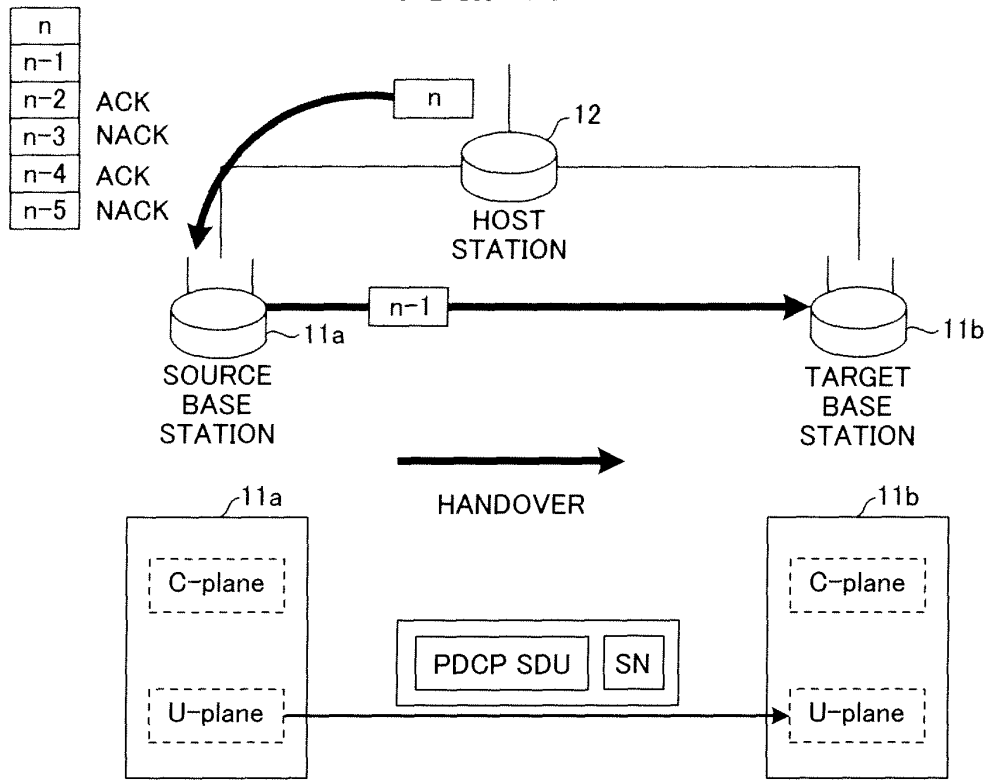 n
n-1
n-2 ACK
n-3 NACK
n-4 ACK
n-5 NACK
n
12
HOST
STATION
n-1
11a
11b
SOURCE
BASE
STATION
TARGET
BASE
STATION
HANDOVER
11a
11b
C-plane
C-plane
PDCP SDU
SN
U-plane
U-plane